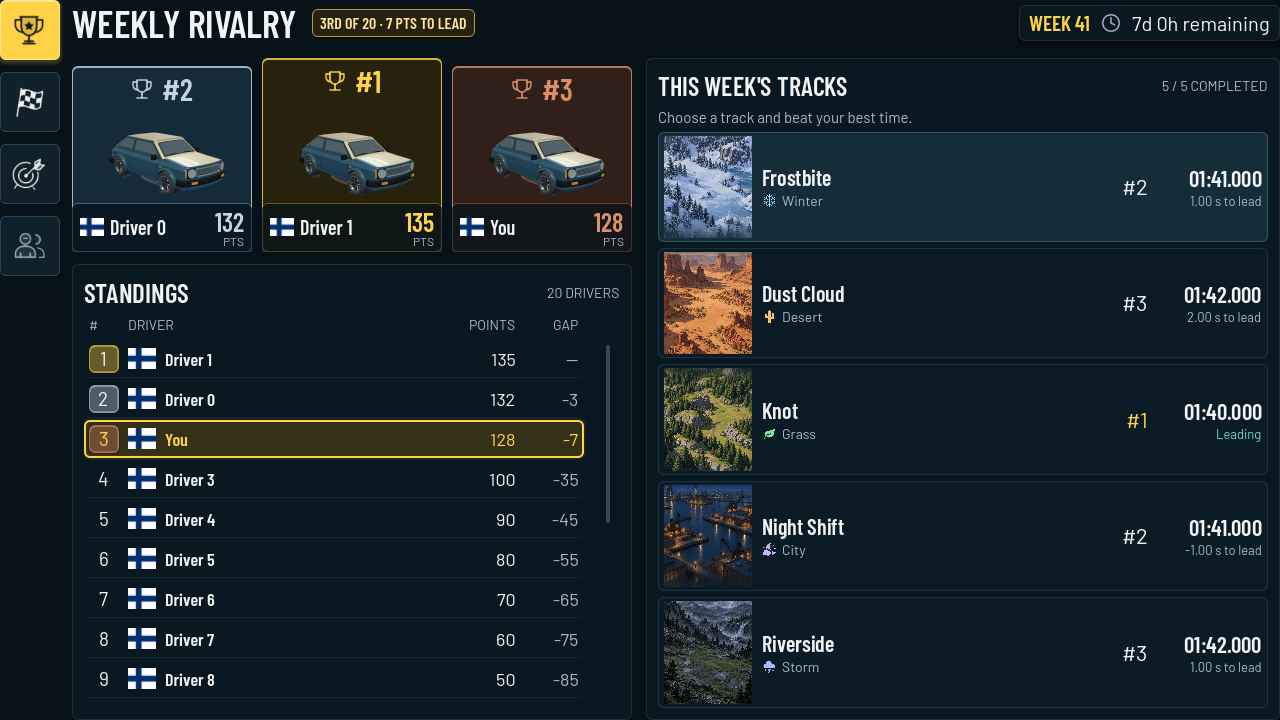 WEEKLY RIVALRY
3RD OF 20 · 7 PTS TO LEAD
WEEK 41 7d 0h remaining
#2
Driver 0 132
PTS
#1
Driver 1 135
PTS
#3
You 128
PTS
STANDINGS
20 DRIVERS
# DRIVER POINTS GAP
1 Driver 1 135 —
2 Driver 0 132 -3
3 You 128 -7
4 Driver 3 100 -35
5 Driver 4 90 -45
6 Driver 5 80 -55
7 Driver 6 70 -65
8 Driver 7 60 -75
9 Driver 8 50 -85
THIS WEEK'S TRACKS
5 / 5 COMPLETED
Choose a track and beat your best time.
Frostbite
Winter
#2
01:41.000
1.00 s to lead
Dust Cloud
Desert
#3
01:42.000
2.00 s to lead
Knot
Grass
#1
01:40.000
Leading
Night Shift
City
#2
01:41.000
-1.00 s to lead
Riverside
Storm
#3
01:42.000
1.00 s to lead